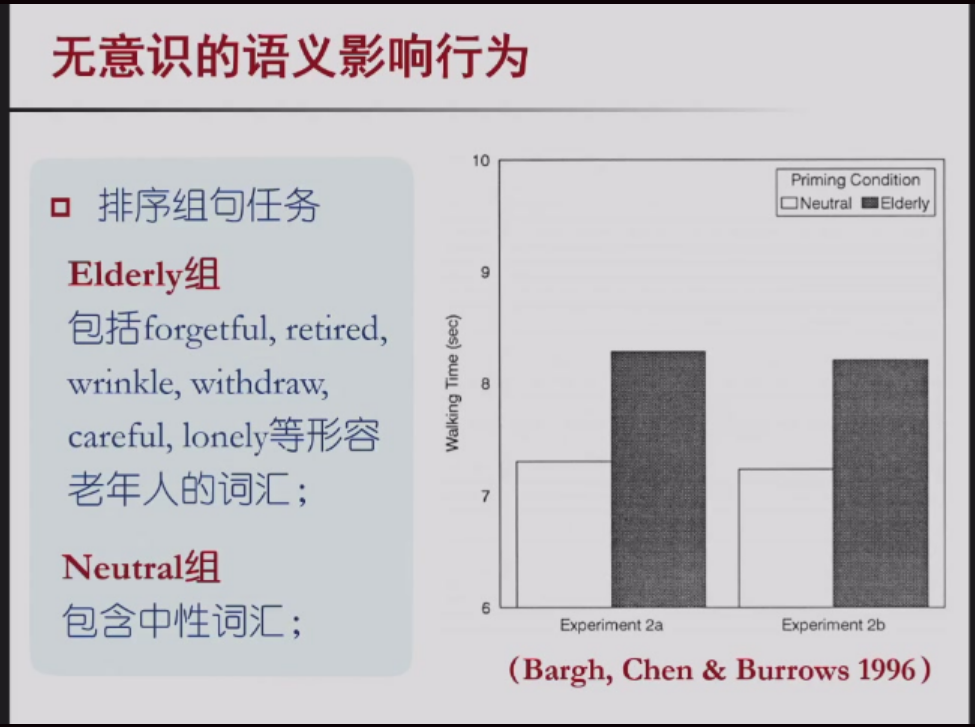 无意识的语义影响行为
排序组句任务
Elderly组
包括forgetful, retired,
wrinkle, withdraw,
careful, lonely等形容
老年人的词汇；
Neutral组
包含中性词汇；
10
9
8
7
6
Walking Time (sec)
Priming Condition
Neutral Elderly
Experiment 2a
Experiment 2b
(Bargh, Chen & Burrows 1996)